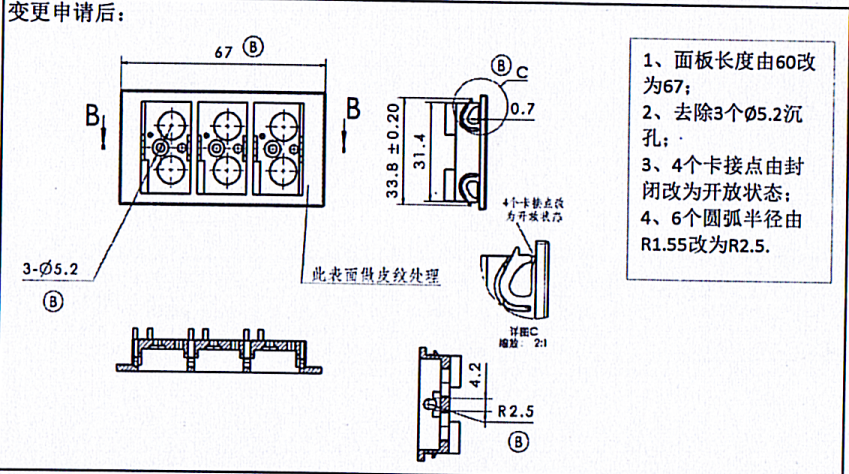 变更申请后：
67 Ⓑ
B
B
3-Ø5.2
Ⓑ
此表面做皮纹处理
Ⓑ C
0.7
33.8 ±0.20
31.4
4个卡接点改
为开放状态
详图C
缩放： 2:1
4.2
R2.5
Ⓑ
1、面板长度由60改
为67；
2、去除3个Ø5.2沉
孔；
3、4个卡接点由封
闭改为开放状态；
4、6个圆弧半径由
R1.55改为R2.5.